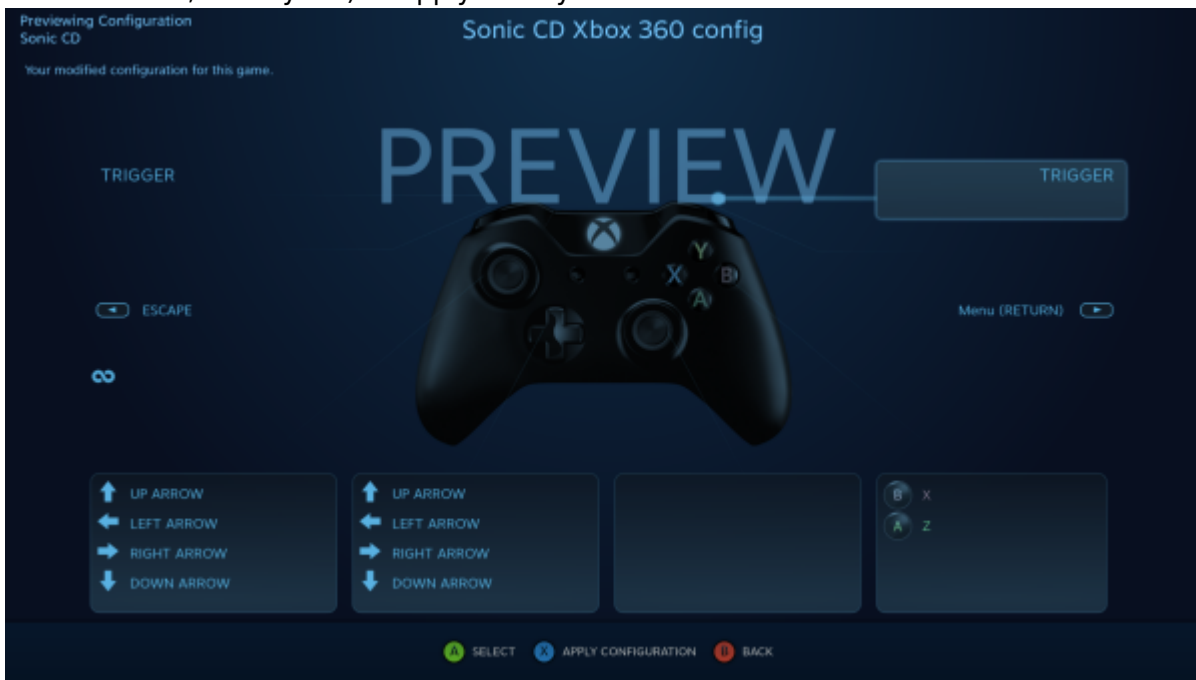 Previewing Configuration
Sonic CD
Sonic CD Xbox 360 config
Your modified configuration for this game.
PREVIEW
TRIGGER
TRIGGER
Y
X
B
A
ESCAPE
Menu (RETURN)
UP ARROW
LEFT ARROW
RIGHT ARROW
DOWN ARROW
UP ARROW
LEFT ARROW
RIGHT ARROW
DOWN ARROW
B X
A Z
A SELECT X APPLY CONFIGURATION B BACK